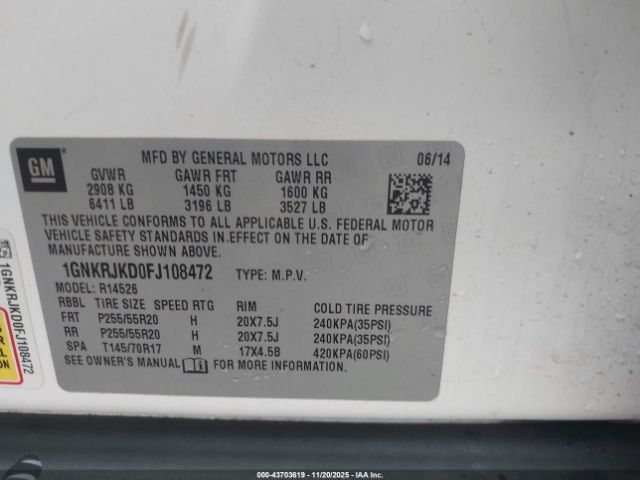 GM
MFD BY GENERAL MOTORS LLC 06/14
GVWR GAWR FRT GAWR RR
2908 KG 1450 KG 1600 KG
6411 LB 3196 LB 3527 LB
THIS VEHICLE CONFORMS TO ALL APPLICABLE U.S. FEDERAL MOTOR
VEHICLE SAFETY STANDARDS IN EFFECT ON THE DATE OF
MANUFACTURE SHOWN ABOVE.
1GNKRJKD0FJ108472 TYPE: M.P.V.
MODEL: R14526
RBBL TIRE SIZE SPEED RTG RIM COLD TIRE PRESSURE
FRT P255/55R20 H 20X7.5J 240KPA(35PSI)
RR P255/55R20 H 20X7.5J 240KPA(35PSI)
SPA T145/70R17 M 17X4.5B 420KPA(60PSI)
SEE OWNER'S MANUAL FOR MORE INFORMATION.
1GNKRJKD0FJ108472
000-43703619 - 11/20/2025 - IAAI, Inc.